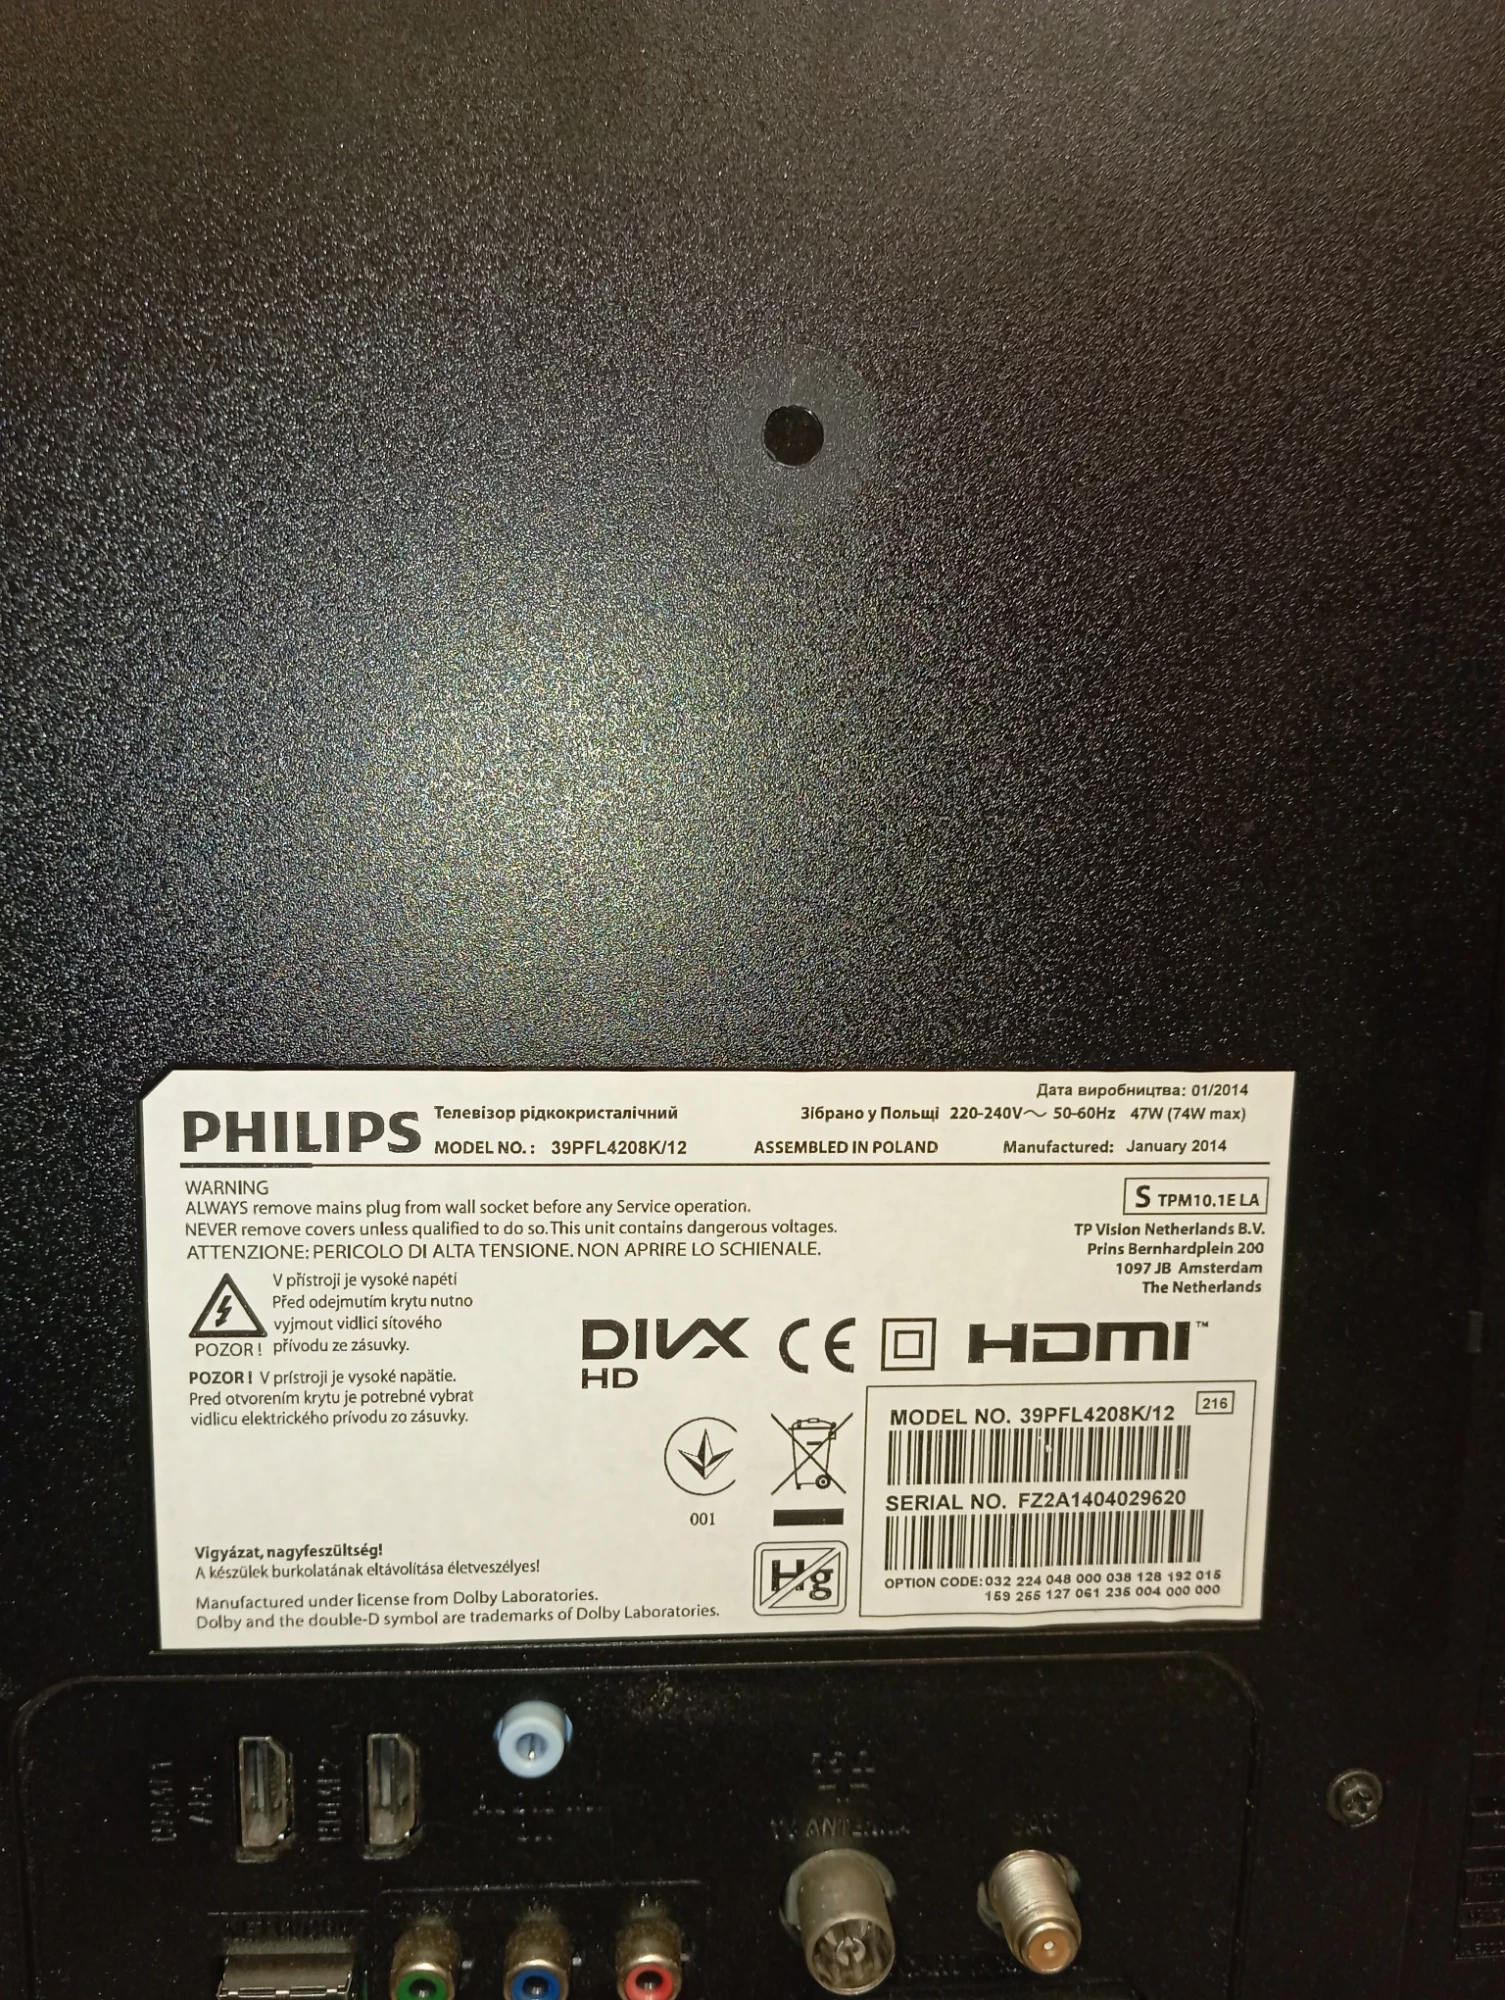 Дата виробництва: 01/2014
PHILIPS Телевізор рідкокристалічний Зібрано у Польщі 220-240V~ 50-60Hz 47W (74W max)
MODEL NO.: 39PFL4208K/12 ASSEMBLED IN POLAND Manufactured: January 2014
WARNING
ALWAYS remove mains plug from wall socket before any Service operation.
NEVER remove covers unless qualified to do so. This unit contains dangerous voltages.
ATTENZIONE: PERICOLO DI ALTA TENSIONE. NON APRIRE LO SCHIENALE.
S TPM10.1E LA
TP Vision Netherlands B.V.
Prins Bernhardplein 200
1097 JB Amsterdam
The Netherlands
V přístroji je vysoké napětí
Před odejmutím krytu nutno
vyjmout vidlici síťového
POZOR! přívodu ze zásuvky.
POZOR! V prístroji je vysoké napätie.
Pred otvorením krytu je potrebné vybrat
vidlicu elektrického prívodu zo zásuvky.
DIVX
HD
CE
HDMI™
001
Hg
MODEL NO. 39PFL4208K/12 216
SERIAL NO. FZ2A1404029620
OPTION CODE: 032 224 048 000 038 128 192 015
159 255 127 061 235 004 000 000
Vigyázat, nagyfeszültség!
A készülek burkolatának eltávolítása életveszélyes!
Manufactured under license from Dolby Laboratories.
Dolby and the double-D symbol are trademarks of Dolby Laboratories.
HDMI 1
ARC
HDMI 2
TV ANTENNA
SAT
NETWORK